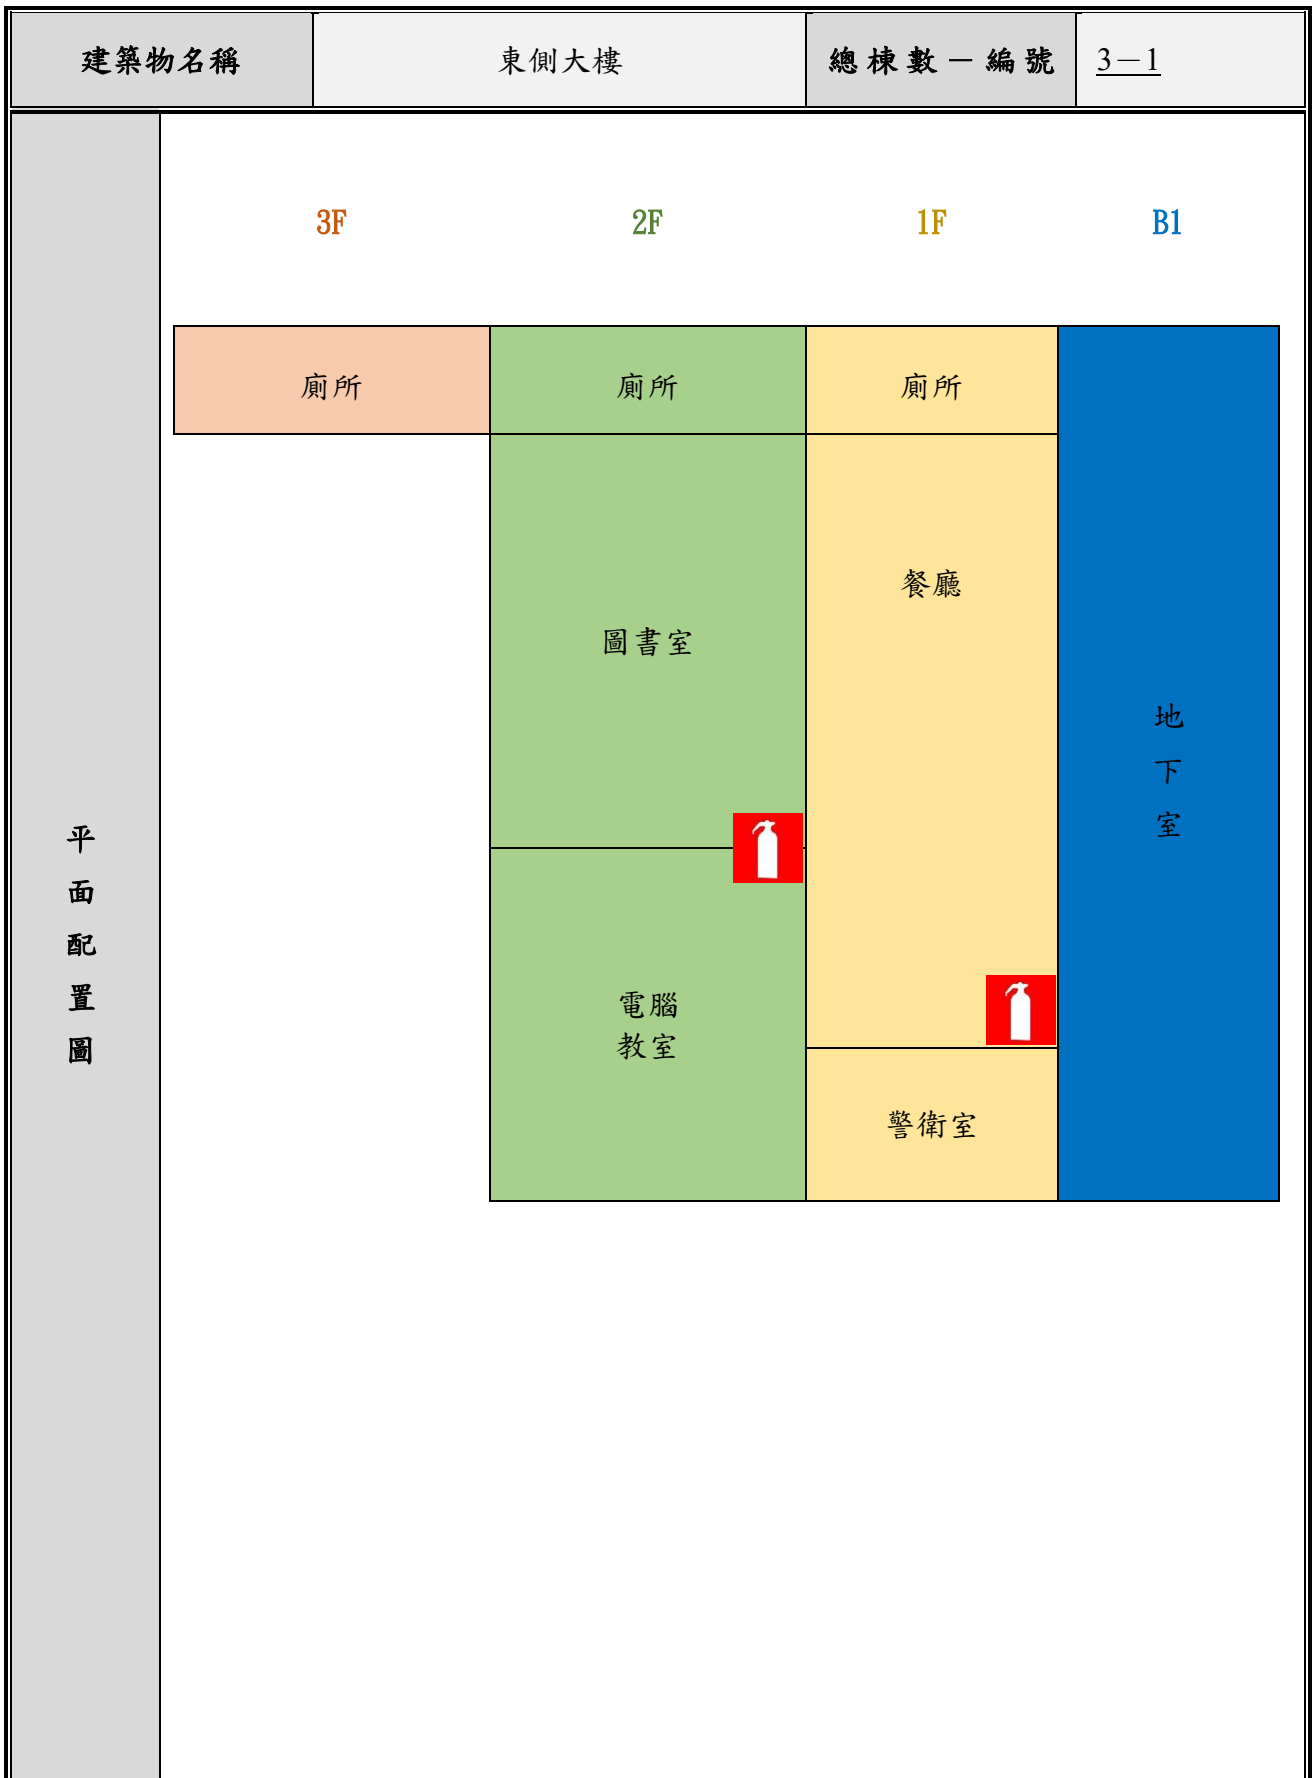 建築物名稱 東側大樓 總棟數－編號 3－1
3F 2F 1F B1
廁所 廁所 廁所
餐廳
圖書室
地
下
室
平
面
配
置
圖
電腦
教室
警衛室